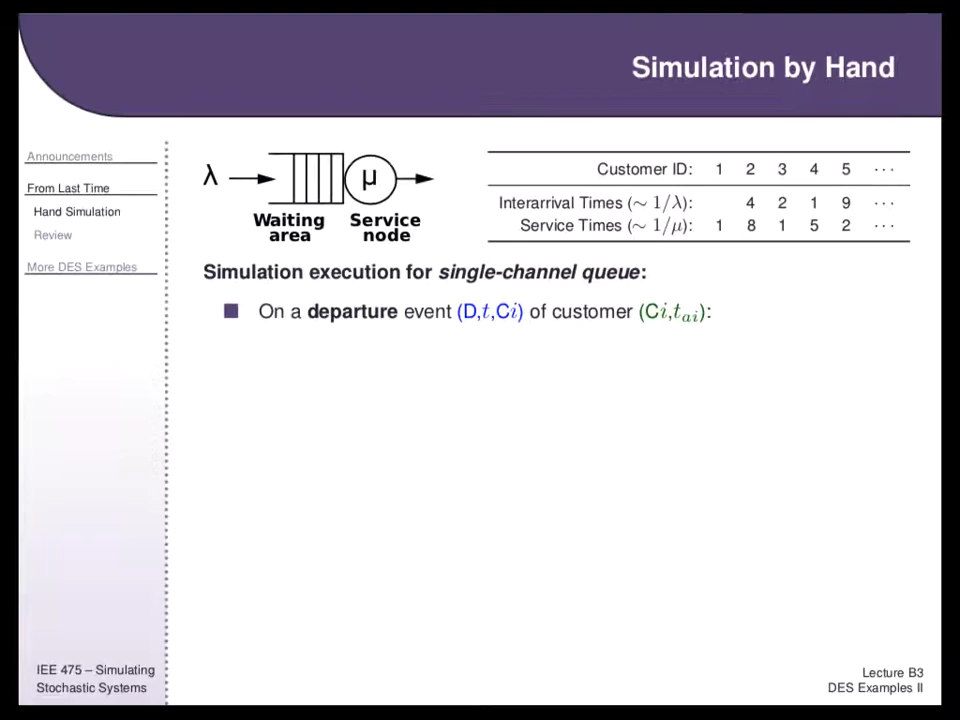 Simulation by Hand
Announcements
From Last Time
Hand Simulation
Review
More DES Examples
λ
μ
Waiting area
Service node
Customer ID: 1 2 3 4 5 ···
Interarrival Times (∼ 1/λ): 4 2 1 9 ···
Service Times (∼ 1/μ): 1 8 1 5 2 ···
Simulation execution for single-channel queue:
On a departure event (D,t,Ci) of customer (Ci,t_ai):
IEE 475 – Simulating
Stochastic Systems
Lecture B3
DES Examples II